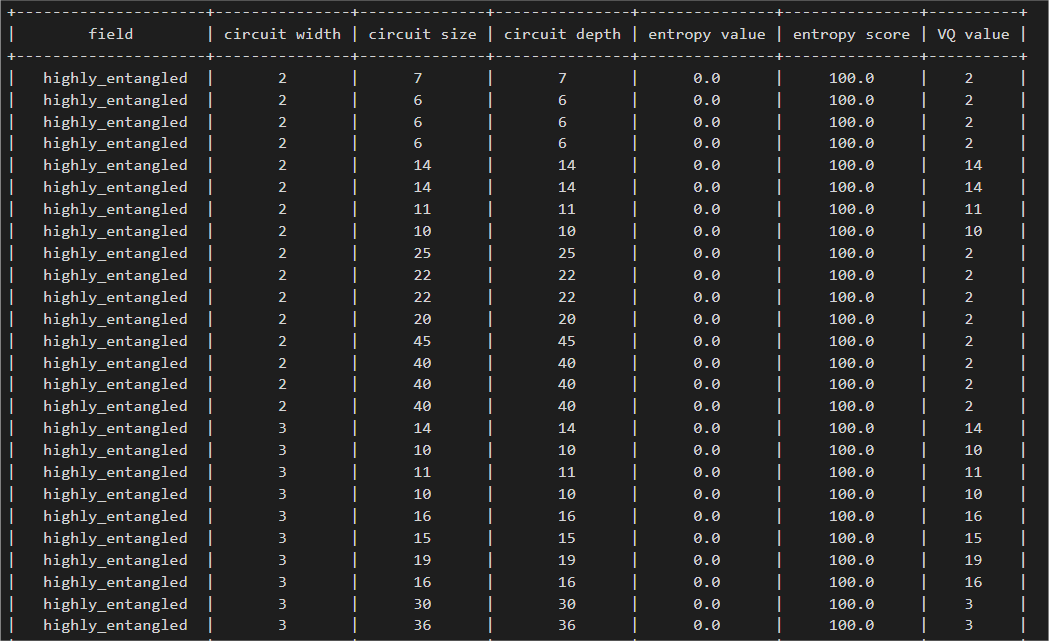 +---------------------+---------------+--------------+---------------+---------------+---------------+----------+
| field | circuit width | circuit size | circuit depth | entropy value | entropy score | VQ value |
+---------------------+---------------+--------------+---------------+---------------+---------------+----------+
| highly_entangled | 2 | 7 | 7 | 0.0 | 100.0 | 2 |
| highly_entangled | 2 | 6 | 6 | 0.0 | 100.0 | 2 |
| highly_entangled | 2 | 6 | 6 | 0.0 | 100.0 | 2 |
| highly_entangled | 2 | 6 | 6 | 0.0 | 100.0 | 2 |
| highly_entangled | 2 | 14 | 14 | 0.0 | 100.0 | 14 |
| highly_entangled | 2 | 14 | 14 | 0.0 | 100.0 | 14 |
| highly_entangled | 2 | 11 | 11 | 0.0 | 100.0 | 11 |
| highly_entangled | 2 | 10 | 10 | 0.0 | 100.0 | 10 |
| highly_entangled | 2 | 25 | 25 | 0.0 | 100.0 | 2 |
| highly_entangled | 2 | 22 | 22 | 0.0 | 100.0 | 2 |
| highly_entangled | 2 | 22 | 22 | 0.0 | 100.0 | 2 |
| highly_entangled | 2 | 20 | 20 | 0.0 | 100.0 | 2 |
| highly_entangled | 2 | 45 | 45 | 0.0 | 100.0 | 2 |
| highly_entangled | 2 | 40 | 40 | 0.0 | 100.0 | 2 |
| highly_entangled | 2 | 40 | 40 | 0.0 | 100.0 | 2 |
| highly_entangled | 2 | 40 | 40 | 0.0 | 100.0 | 2 |
| highly_entangled | 3 | 14 | 14 | 0.0 | 100.0 | 14 |
| highly_entangled | 3 | 10 | 10 | 0.0 | 100.0 | 10 |
| highly_entangled | 3 | 11 | 11 | 0.0 | 100.0 | 11 |
| highly_entangled | 3 | 10 | 10 | 0.0 | 100.0 | 10 |
| highly_entangled | 3 | 16 | 16 | 0.0 | 100.0 | 16 |
| highly_entangled | 3 | 15 | 15 | 0.0 | 100.0 | 15 |
| highly_entangled | 3 | 19 | 19 | 0.0 | 100.0 | 19 |
| highly_entangled | 3 | 16 | 16 | 0.0 | 100.0 | 16 |
| highly_entangled | 3 | 30 | 30 | 0.0 | 100.0 | 3 |
| highly_entangled | 3 | 36 | 36 | 0.0 | 100.0 | 3 |